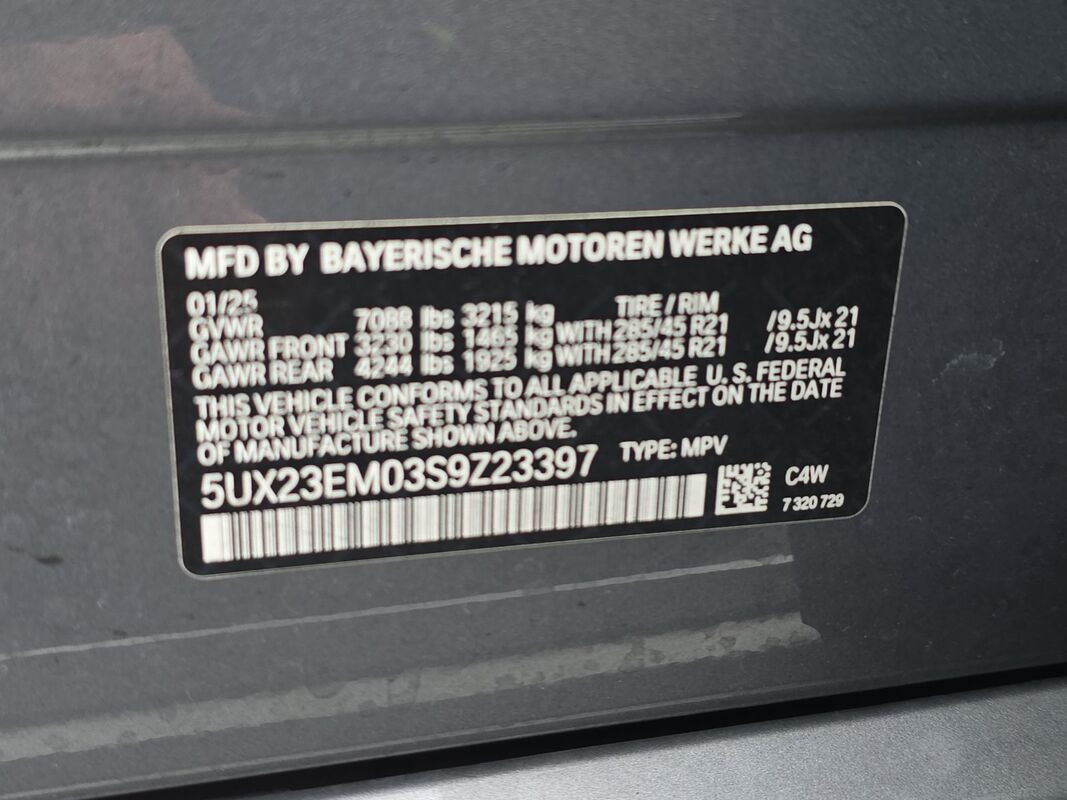 MFD BY BAYERISCHE MOTOREN WERKE AG
01/25 TIRE / RIM
GVWR 7088 lbs 3215 kg
GAWR FRONT 3230 lbs 1465 kg WITH 285/45 R21 /9.5Jx 21
GAWR REAR 4244 lbs 1925 kg WITH 285/45 R21 /9.5Jx 21
THIS VEHICLE CONFORMS TO ALL APPLICABLE U. S. FEDERAL
MOTOR VEHICLE SAFETY STANDARDS IN EFFECT ON THE DATE
OF MANUFACTURE SHOWN ABOVE.
5UX23EM03S9Z23397 TYPE: MPV
C4W
7 320 729